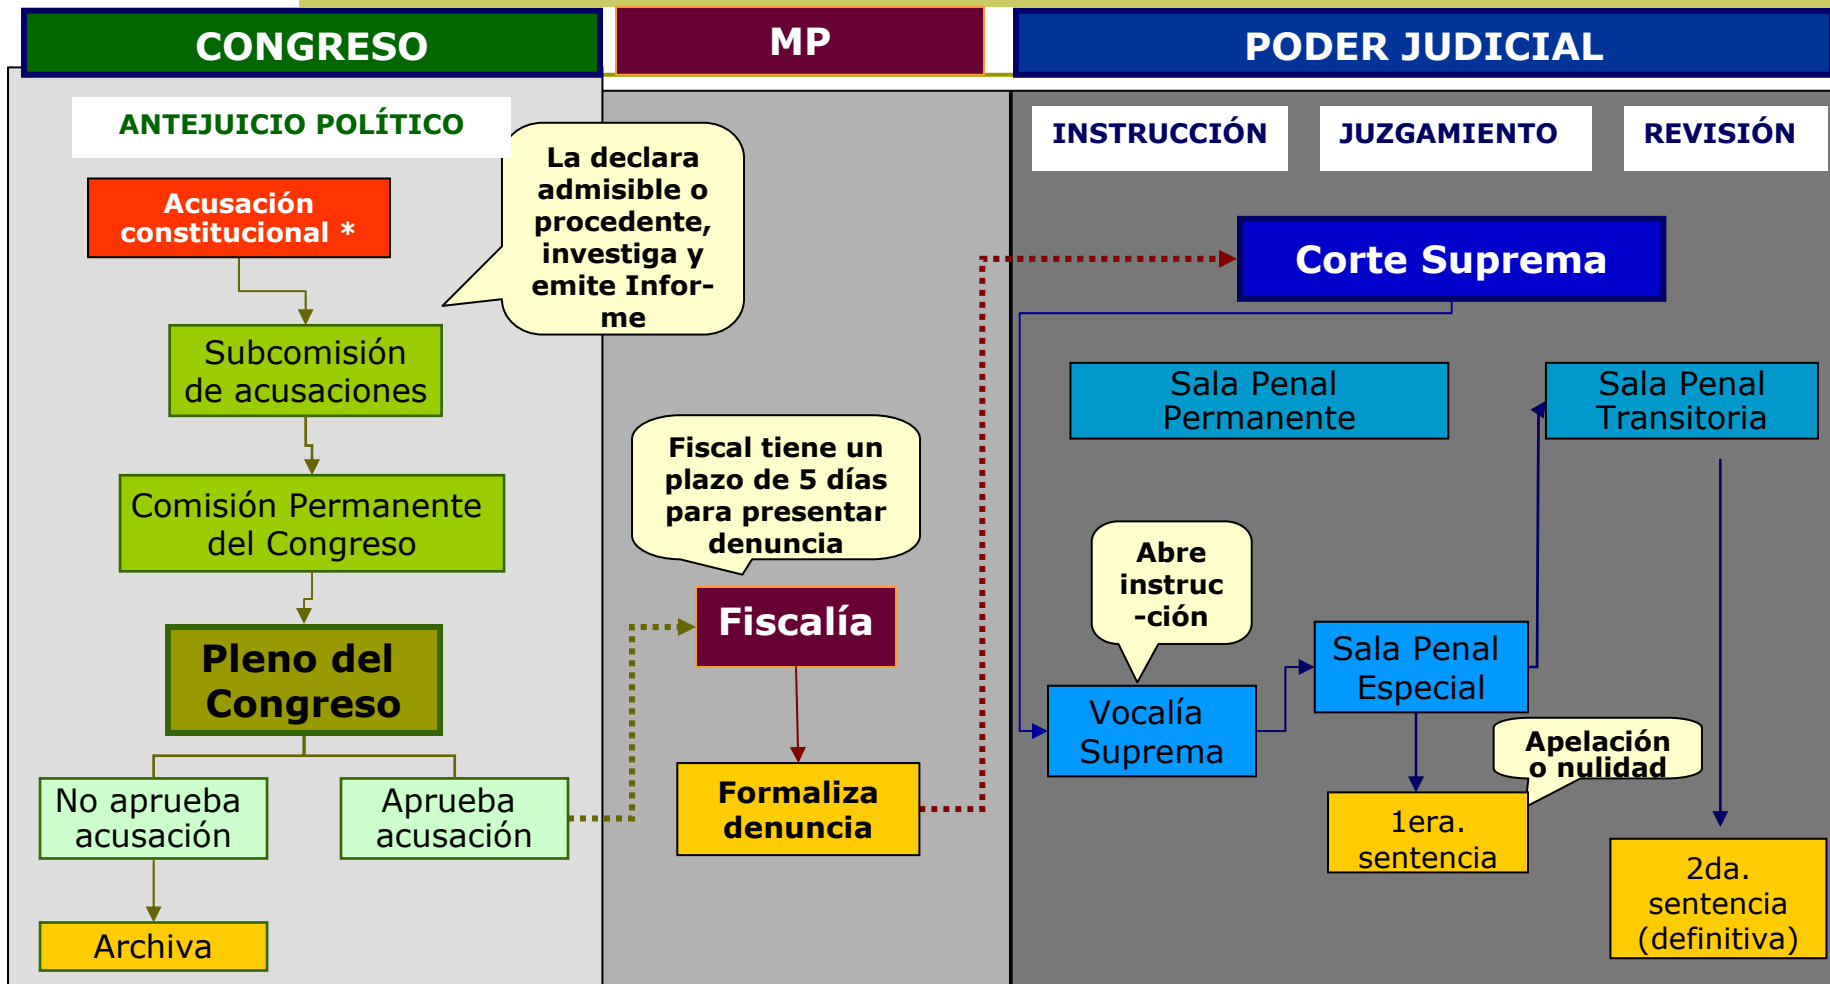 CONGRESO
MP
PODER JUDICIAL
ANTEJUICIO POLÍTICO
Acusación
constitucional *
La declara
admisible o
procedente,
investiga y
emite Infor-
me
Subcomisión
de acusaciones
Comisión Permanente
del Congreso
Pleno del
Congreso
No aprueba
acusación
Aprueba
acusación
Archiva
Fiscal tiene un
plazo de 5 días
para presentar
denuncia
Fiscalía
Formaliza
denuncia
INSTRUCCIÓN
JUZGAMIENTO
REVISIÓN
Corte Suprema
Sala Penal
Permanente
Sala Penal
Transitoria
Abre
instruc
-ción
Vocalía
Suprema
Sala Penal
Especial
Apelación
o nulidad
1era.
sentencia
2da.
sentencia
(definitiva)